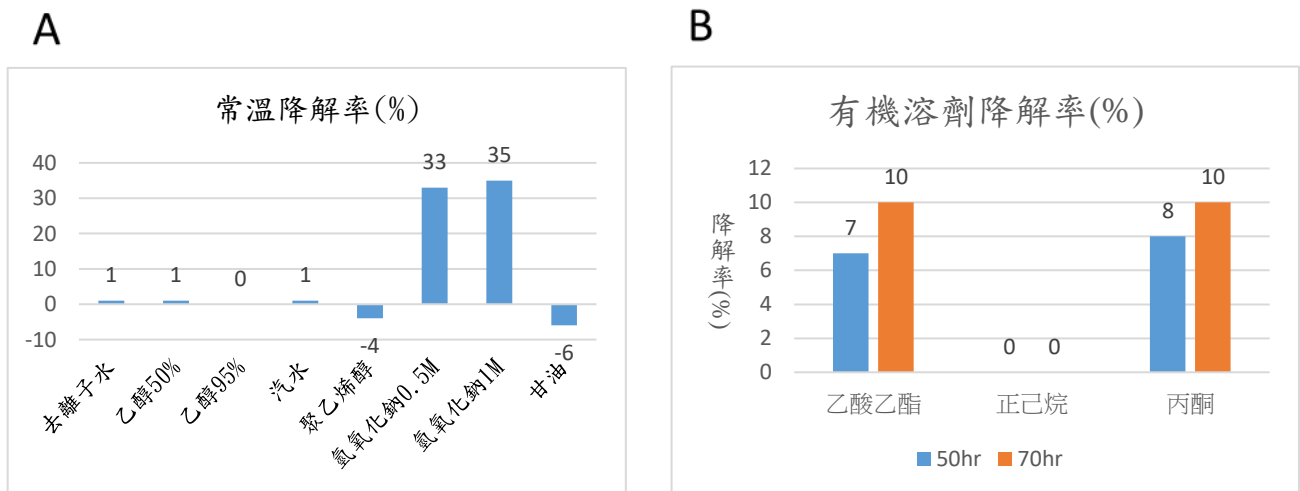 A
常溫降解率(%)
40
30
20
10
0
-10
1
1
0
1
-4
33
35
-6
去離子水
乙醇50%
乙醇95%
汽水
聚乙烯醇
氫氧化鈉0.5M
氫氧化鈉1M
甘油
B
有機溶劑降解率(%)
降解率(%)
12
10
8
6
4
2
0
7
10
0
0
8
10
乙酸乙酯
正己烷
丙酮
50hr
70hr